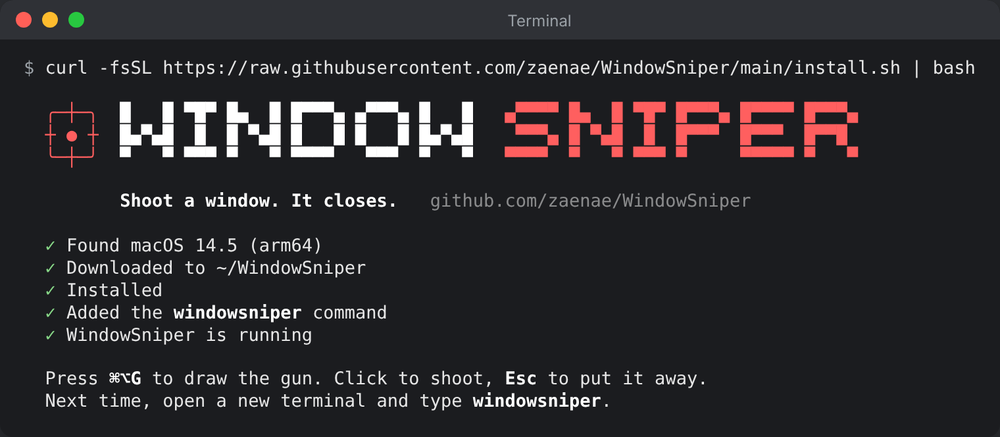 Terminal
$ curl -fsSL https://raw.githubusercontent.com/zaenae/WindowSniper/main/install.sh | bash
WINDOW SNIPER
Shoot a window. It closes. github.com/zaenae/WindowSniper
✓ Found macOS 14.5 (arm64)
✓ Downloaded to ~/WindowSniper
✓ Installed
✓ Added the windowsniper command
✓ WindowSniper is running
Press ⌘⌥G to draw the gun. Click to shoot, Esc to put it away.
Next time, open a new terminal and type windowsniper.